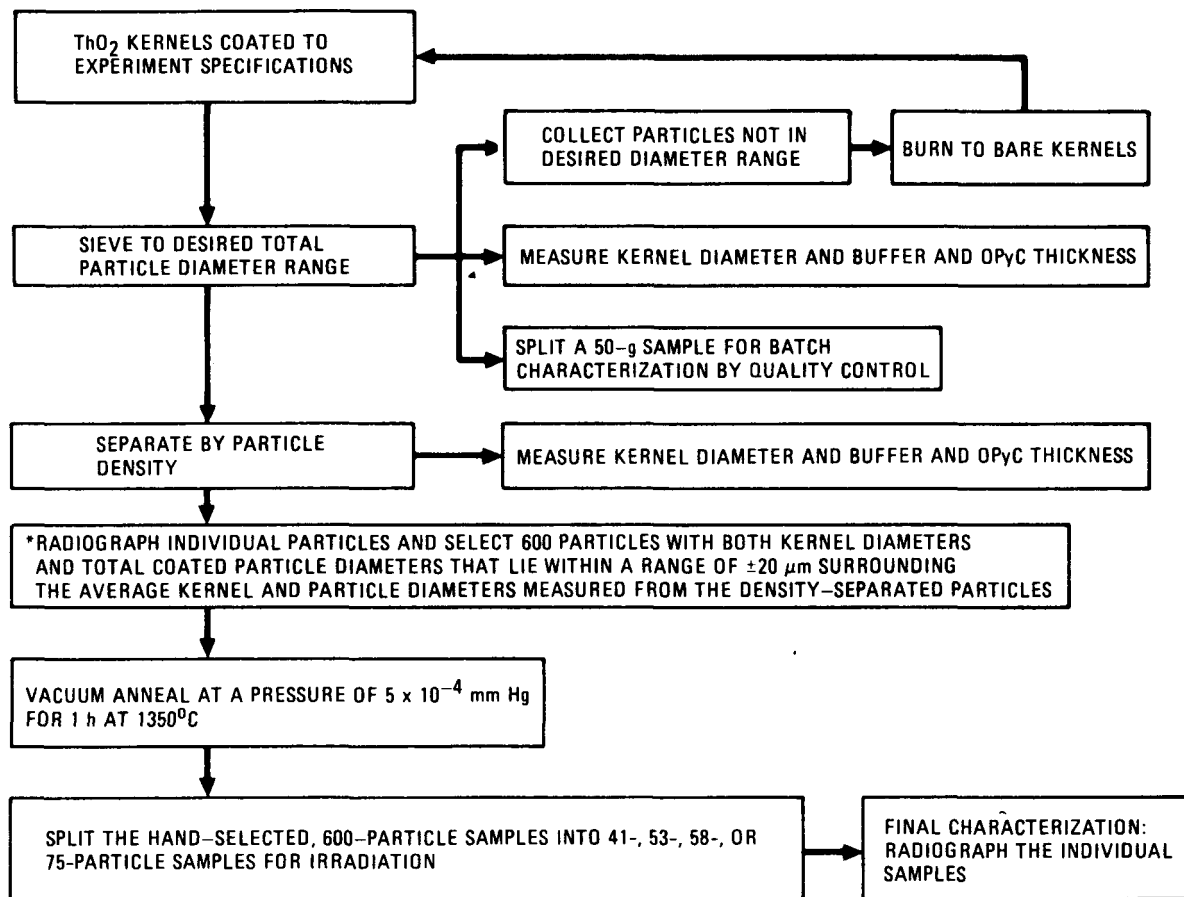 ThO2 KERNELS COATED TO
EXPERIMENT SPECIFICATIONS
COLLECT PARTICLES NOT IN
DESIRED DIAMETER RANGE
BURN TO BARE KERNELS
SIEVE TO DESIRED TOTAL
PARTICLE DIAMETER RANGE
MEASURE KERNEL DIAMETER AND BUFFER AND OPyC THICKNESS
SPLIT A 50-g SAMPLE FOR BATCH
CHARACTERIZATION BY QUALITY CONTROL
SEPARATE BY PARTICLE
DENSITY
MEASURE KERNEL DIAMETER AND BUFFER AND OPyC THICKNESS
*RADIOGRAPH INDIVIDUAL PARTICLES AND SELECT 600 PARTICLES WITH BOTH KERNEL DIAMETERS
AND TOTAL COATED PARTICLE DIAMETERS THAT LIE WITHIN A RANGE OF ±20 μm SURROUNDING
THE AVERAGE KERNEL AND PARTICLE DIAMETERS MEASURED FROM THE DENSITY-SEPARATED PARTICLES
VACUUM ANNEAL AT A PRESSURE OF 5 x 10⁻⁴ mm Hg
FOR 1 h AT 1350⁰C
SPLIT THE HAND-SELECTED, 600-PARTICLE SAMPLES INTO 41-, 53-, 58-, OR
75-PARTICLE SAMPLES FOR IRRADIATION
FINAL CHARACTERIZATION:
RADIOGRAPH THE INDIVIDUAL
SAMPLES